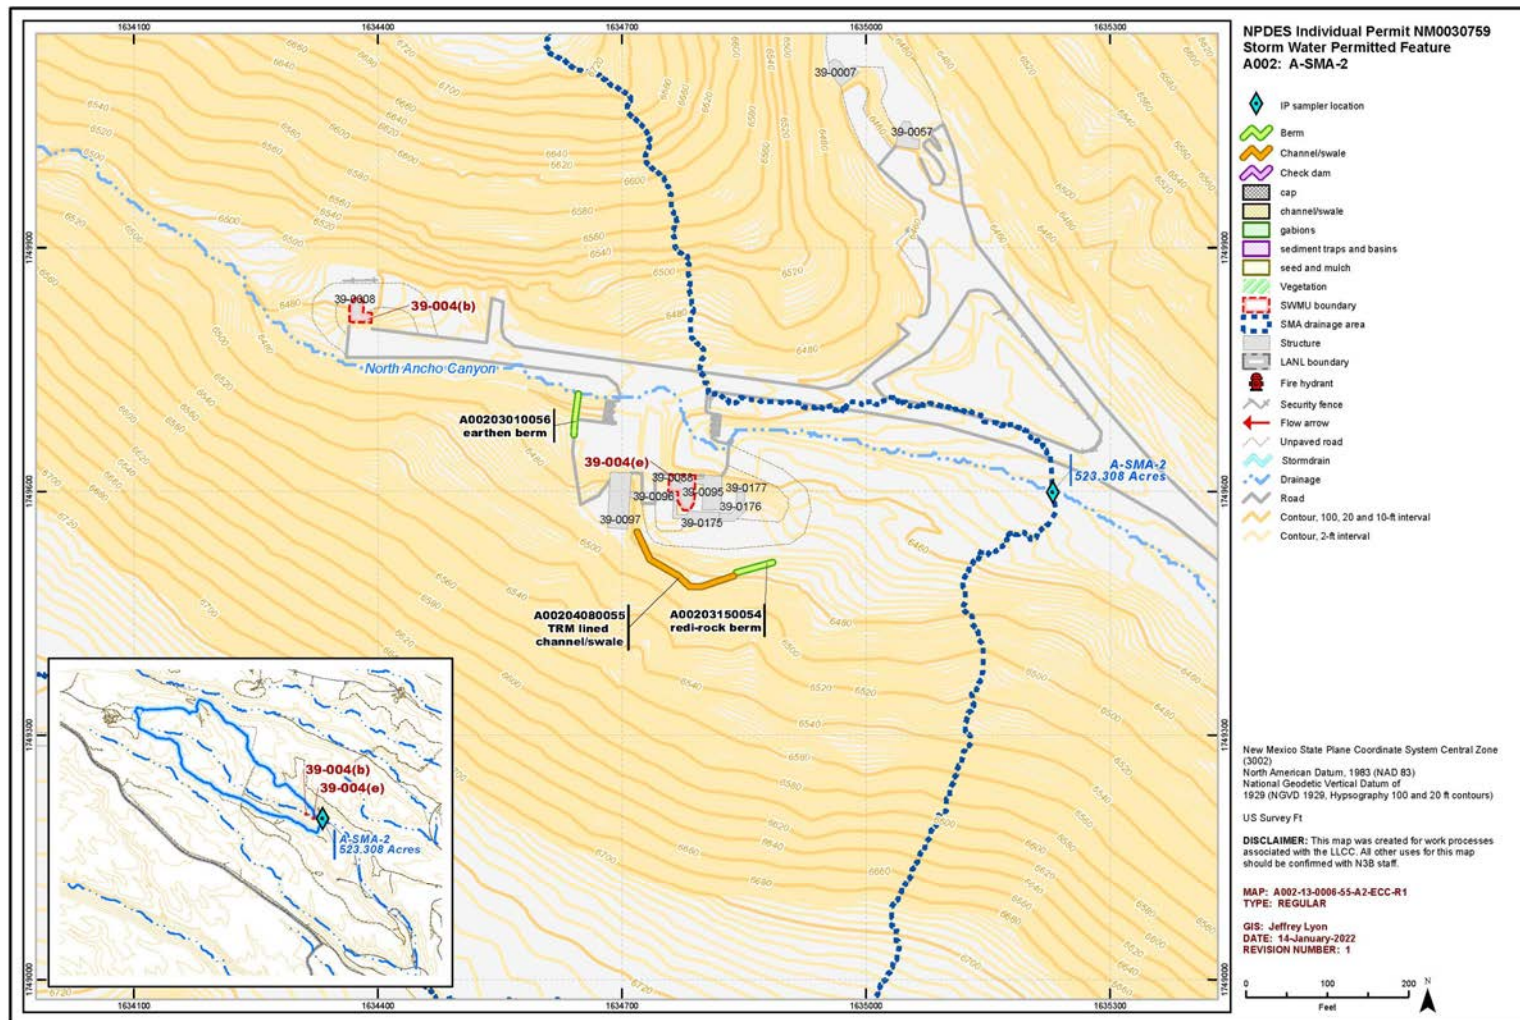 1634100
1634400
1634700
1635000
1635300
NPDES Individual Permit NM0030759
Storm Water Permitted Feature
A002: A-SMA-2
IP sampler location
Berm
Channel/swale
Check dam
cap
channel/swale
gabions
sediment traps and basins
seed and mulch
Vegetation
SWMU boundary
SMA drainage area
Structure
LANL boundary
Fire hydrant
Security fence
Flow arrow
Unpaved road
Stormdrain
Drainage
Road
Contour, 100, 20 and 10-ft interval
Contour, 2-ft interval
39-0007
39-0057
1749900
1749900
39-0008
39-004(b)
North Ancho Canyon
A00203010056
earthen berm
39-004(e)
A-SMA-2
523.308 Acres
1749600
1749600
39-0088
39-0096
39-0095
39-0177
39-0176
39-0097
39-0175
A00204080055
TRM lined
channel/swale
A00203150054
redi-rock berm
39-004(b)
39-004(e)
A-SMA-2
523.308 Acres
1749300
1749300
New Mexico State Plane Coordinate System Central Zone
(3002)
North American Datum, 1983 (NAD 83)
National Geodetic Vertical Datum of
1929 (NGVD 1929, Hypsography 100 and 20 ft contours)
US Survey Ft
DISCLAIMER: This map was created for work processes
associated with the LLCC. All other uses for this map
should be confirmed with N3B staff.
MAP: A002-13-0006-55-A2-ECC-R1
TYPE: REGULAR
GIS: Jeffrey Lyon
DATE: 14-January-2022
REVISION NUMBER: 1
0 100 200
Feet
N
1749000
1749000
1634100
1634400
1634700
1635000
1635300